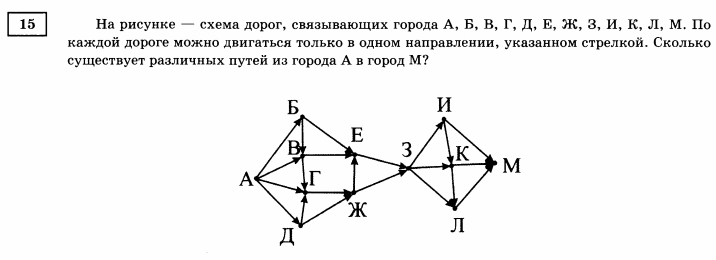 15
На рисунке — схема дорог, связывающих города А, Б, В, Г, Д, Е, Ж, З, И, К, Л, М. По
каждой дороге можно двигаться только в одном направлении, указанном стрелкой. Сколько
существует различных путей из города А в город М?
Б
И
Е
В
З
К
М
А
Г
Ж
Л
Д